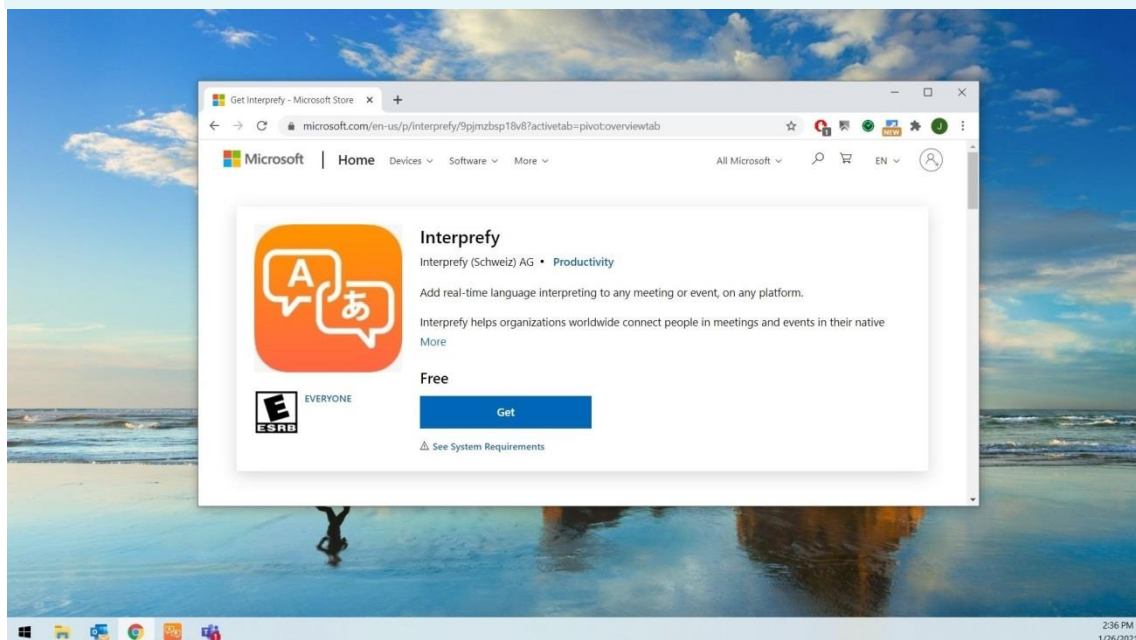 Get Interprefy - Microsoft Store
microsoft.com/en-us/p/interprefy/9pjmzbsp18v8?activetab=pivot:overviewtab
NEW
J
Microsoft | Home Devices Software More All Microsoft EN
A
あ
Interprefy
Interprefy (Schweiz) AG • Productivity
Add real-time language interpreting to any meeting or event, on any platform.
Interprefy helps organizations worldwide connect people in meetings and events in their native
More
Free
E
ESRB
EVERYONE
Get
See System Requirements
2:36 PM